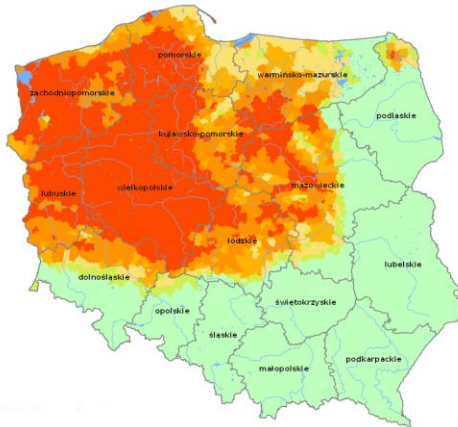 pomorskie
warmińsko-mazurskie
zachodniopomorskie
podlaskie
kujawsko-pomorskie
mazowieckie
lubuskie
wielkopolskie
łódzkie
lubelskie
dolnośląskie
świętokrzyskie
opolskie
śląskie
małopolskie
podkarpackie